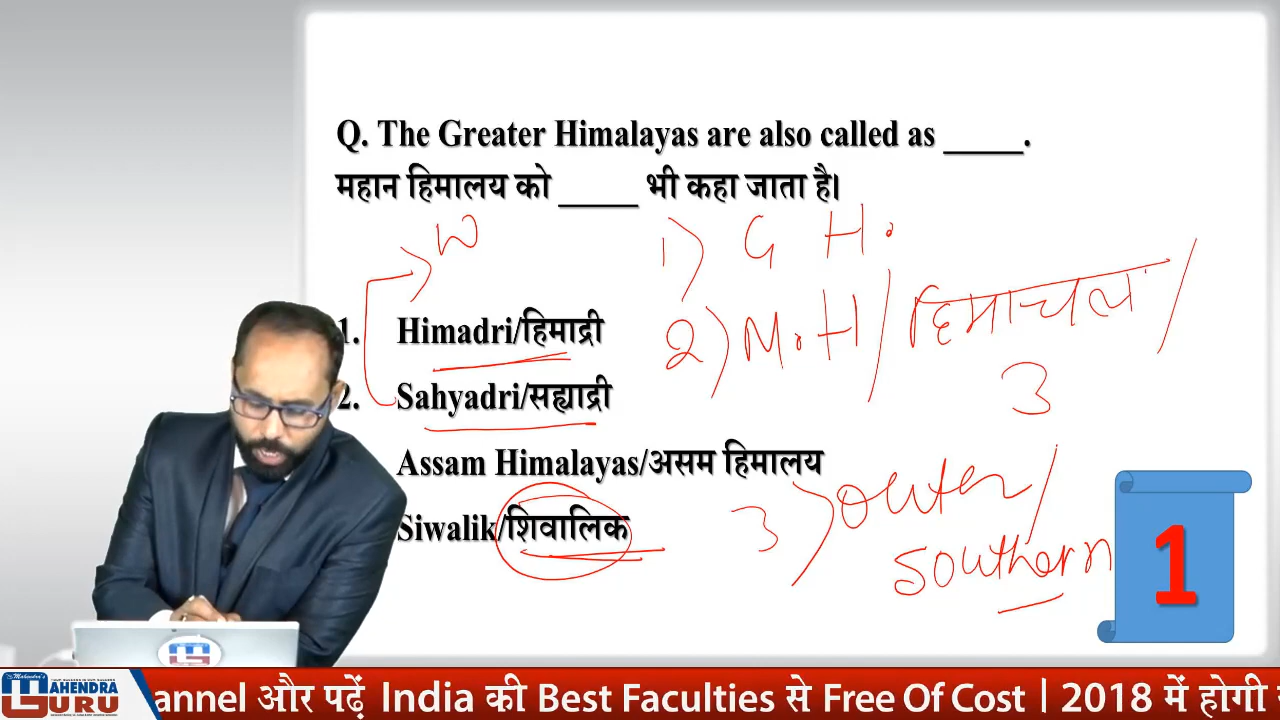 Q. The Greater Himalayas are also called as _____.
महान हिमालय को _____ भी कहा जाता है।
W
1) G H.
2) M.H / हिमाचल /
3
1. Himadri/हिमाद्री
2. Sahyadri/सह्याद्री
Assam Himalayas/असम हिमालय
Siwalik/शिवालिक
3) outer /
southern
1
MAHENDRA
GURU
annel और पढ़ें India की Best Faculties से Free Of Cost | 2018 में होगी